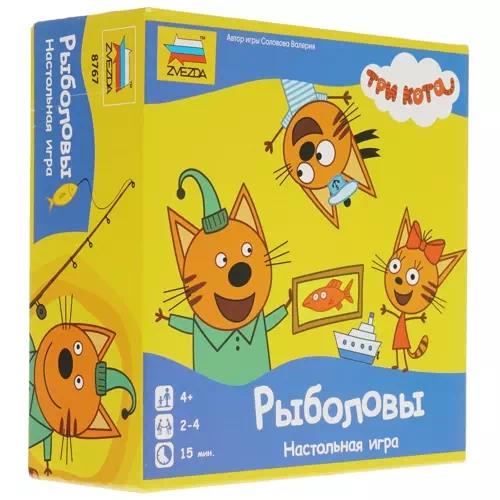 ZVEZDA
8767
Рыболовы
Настольная игра
ZVEZDA
Автор игры Соловова Валерия
ТРИ КОТА
Рыболовы
Настольная игра
4+
2-4
15 мин.